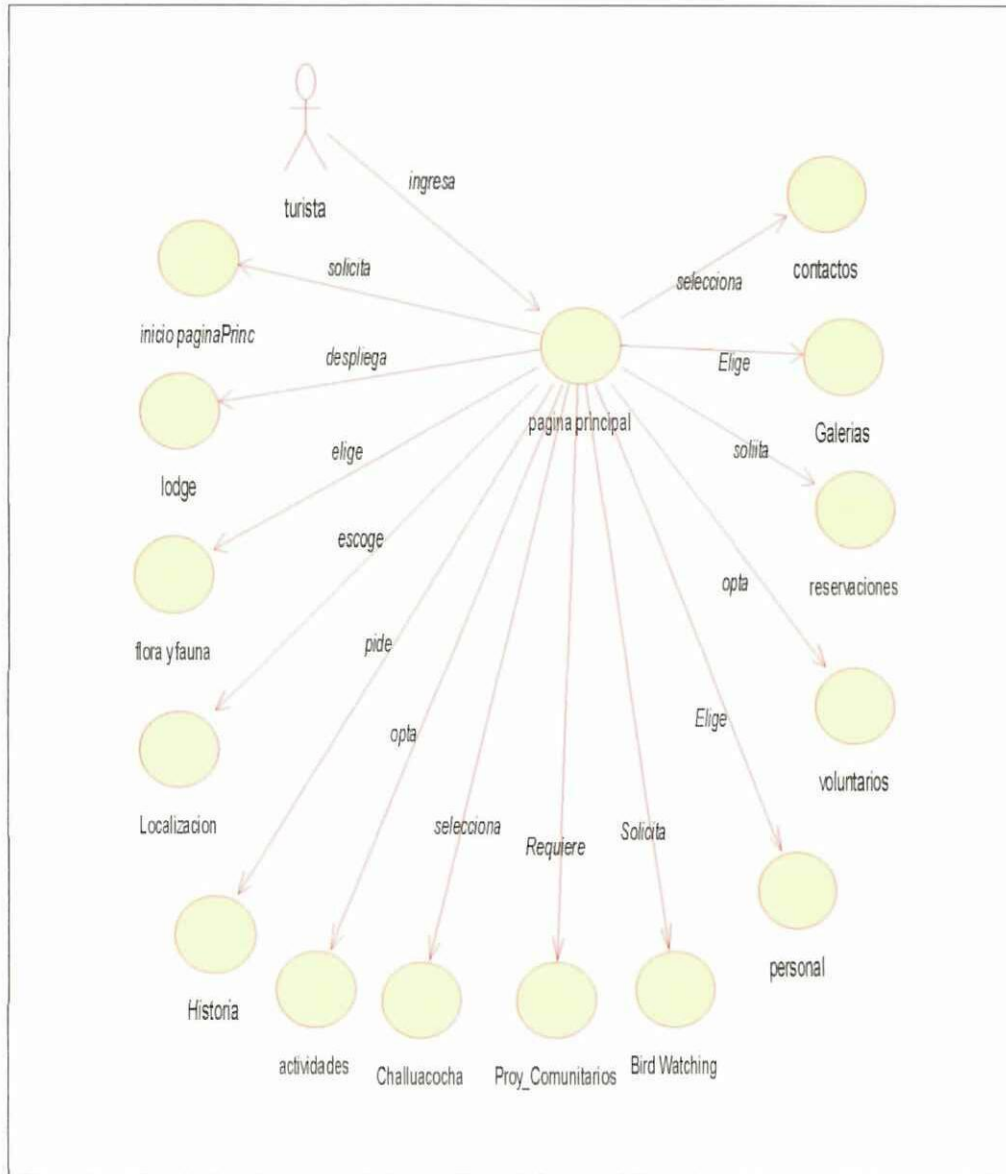 turista
ingresa
contactos
selecciona
solicita
inicio paginaPrinc
despliega
Elige
Galerias
pagina principal
lodge
elige
soliita
reservaciones
escoge
flora y fauna
opta
pide
voluntarios
Elige
Localizacion
opta
selecciona
Requiere
Solicita
personal
Historia
actividades
Challuacocha
Proy_Comunitarios
Bird Watching